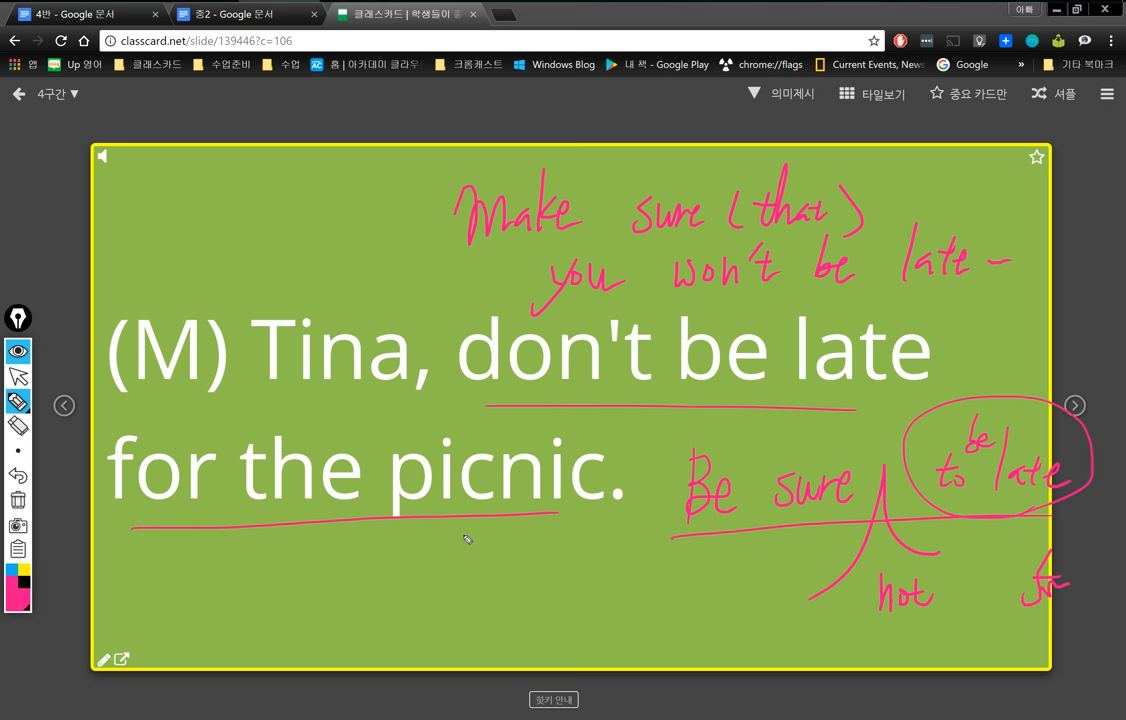 4반 - Google 문서
중2 - Google 문서
클래스카드 | 학생들이
아빠
classcard.net/slide/139446?c=106
앱
Up 영어
클래스카드
수업준비
수업
홈 | 아카데미 클라우
크롬캐스트
Windows Blog
내 책 - Google Play
chrome://flags
Current Events, New
Google
»
기타 북마크
4구간 ▼
의미제시
타일보기
중요 카드만
셔플
Make sure (that)
you won't be late -
(M) Tina, don't be late
for the picnic.
Be sure to be late
not for
핫키 안내